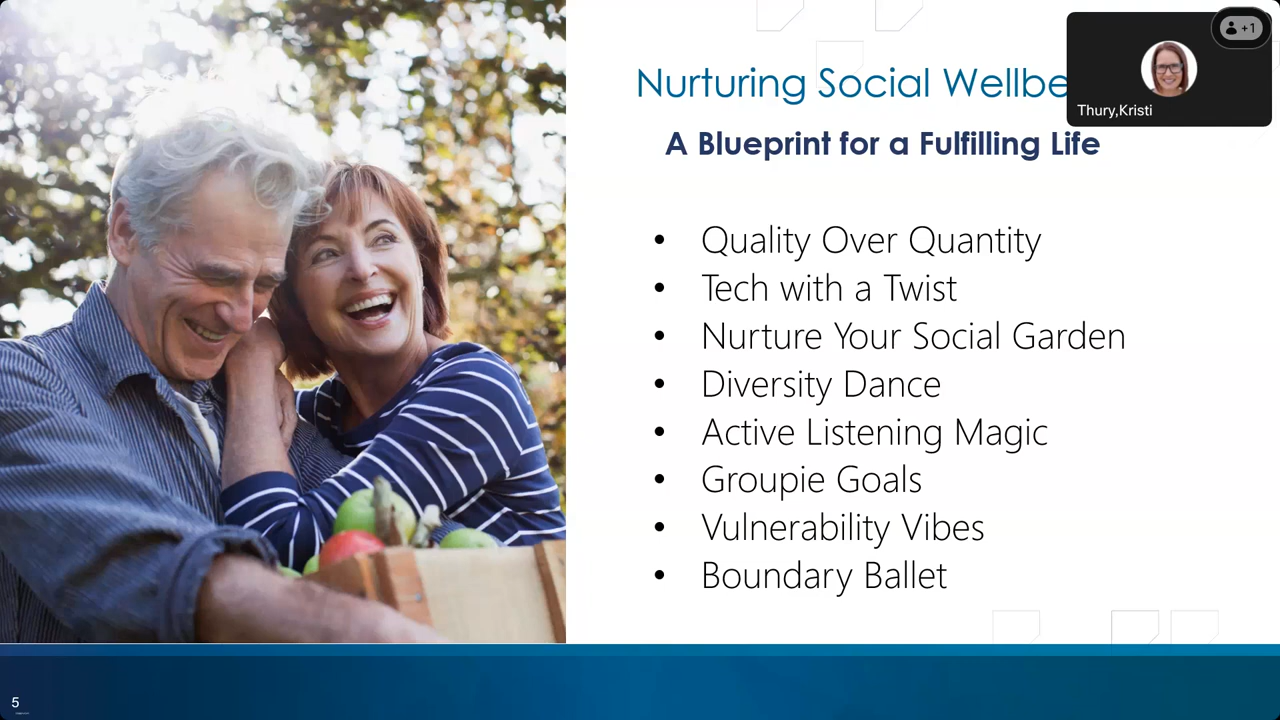 Nurturing Social Wellbe
+1
Thury,Kristi
A Blueprint for a Fulfilling Life
• Quality Over Quantity
• Tech with a Twist
• Nurture Your Social Garden
• Diversity Dance
• Active Listening Magic
• Groupie Goals
• Vulnerability Vibes
• Boundary Ballet
5